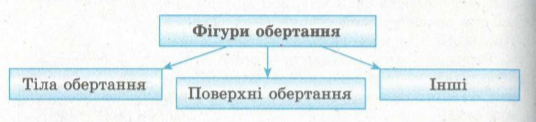 Фігури обертання
Тіла обертання
Поверхні обертання
Інші